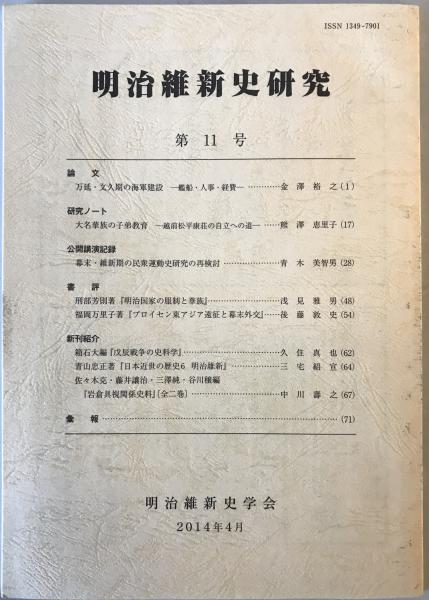 ISSN 1349-7901
明治維新史研究
第 11 号
論 文
万延・文久期の海軍建設 ―艦船・人事・経費― ………… 金 澤 裕 之 (1)
研究ノート
大名華族の子弟教育 ―越前松平康荘の自立への道― …… 熊 澤 恵里子 (17)
公開講演記録
幕末・維新期の民衆運動史研究の再検討 ………… 青 木 美智男 (28)
書 評
刑部芳則著『明治国家の服制と華族』………… 浅 見 雅 男 (48)
福岡万里子著『プロイセン東アジア遠征と幕末外交』…… 後 藤 敦 史 (54)
新刊紹介
箱石大編『戊辰戦争の史料学』………… 久 住 真 也 (62)
青山忠正著『日本近世の歴史6 明治維新』………… 三 宅 紹 宣 (64)
佐々木克・藤井讓治・三澤純・谷川穣編
『岩倉具視関係史料』〔全二巻〕………… 中 川 壽 之 (67)
彙 報 ………… (71)
明治維新史学会
2014年4月